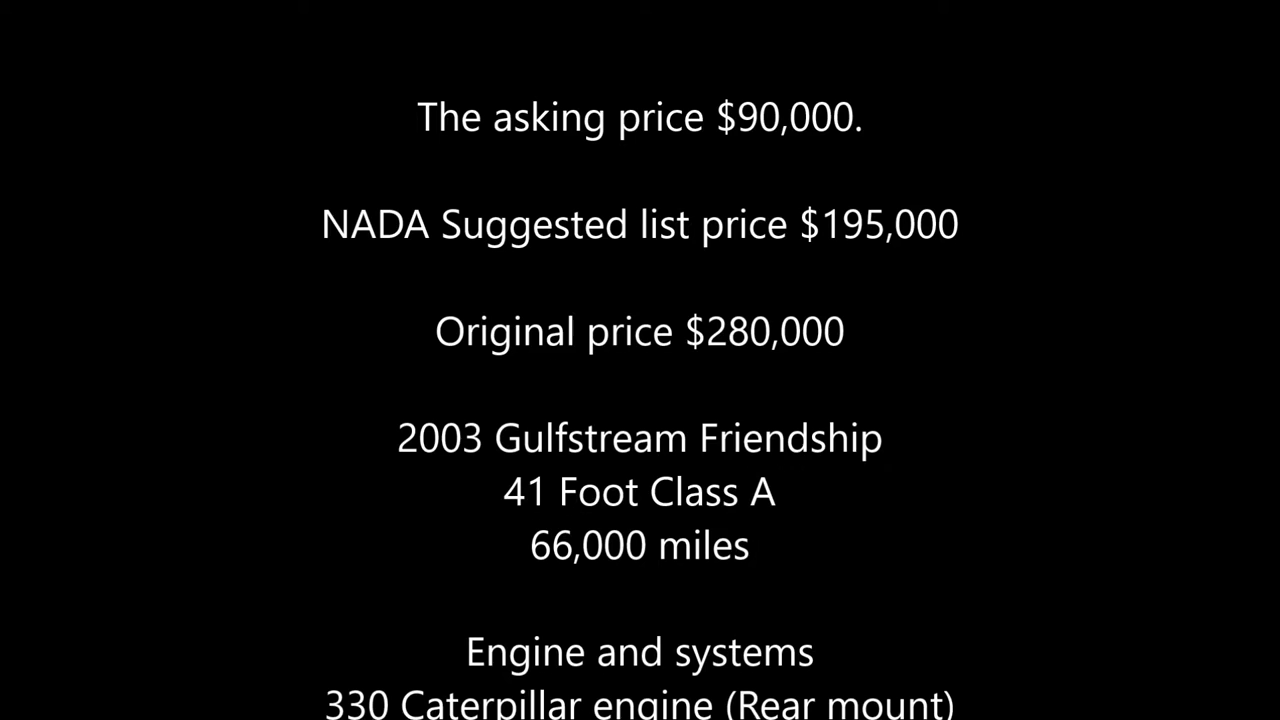 The asking price $90,000.
NADA Suggested list price $195,000
Original price $280,000
2003 Gulfstream Friendship
41 Foot Class A
66,000 miles
Engine and systems
330 Caterpillar engine (Rear mount)